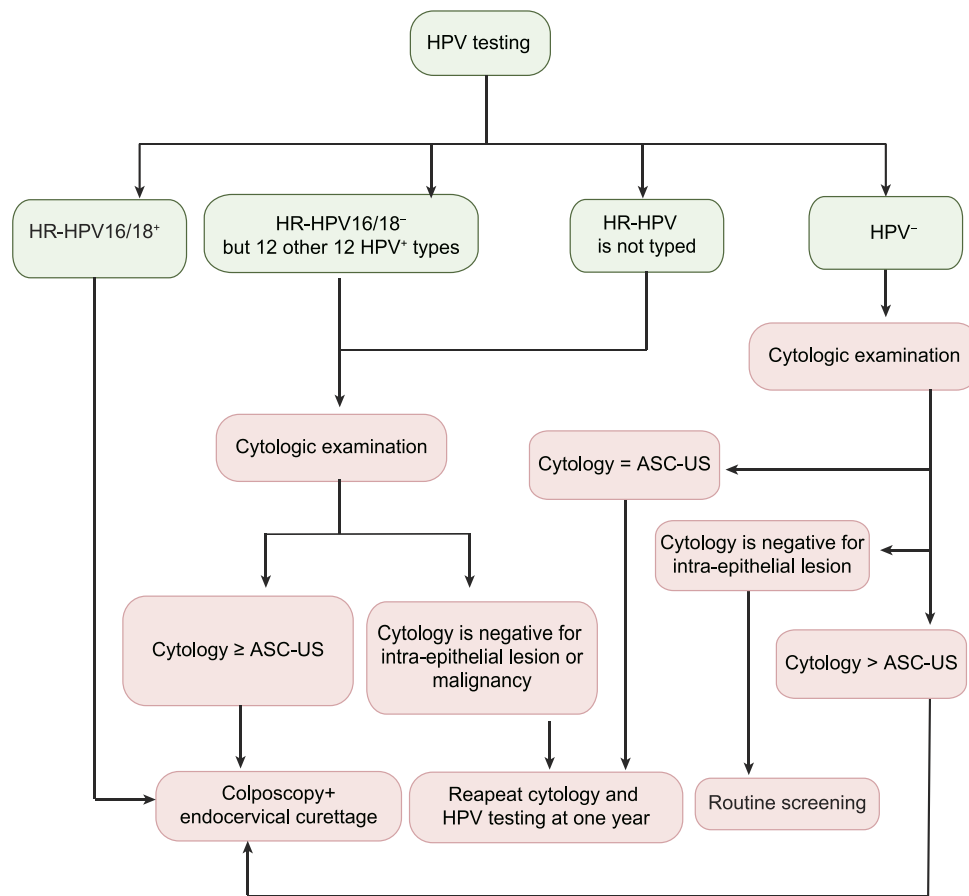 HPV testing
HR-HPV16/18⁺
HR-HPV16/18⁻
but 12 other 12 HPV⁺ types
HR-HPV
is not typed
HPV⁻
Cytologic examination
Cytologic examination
Cytology = ASC-US
Cytology is negative for
intra-epithelial lesion
Cytology ≥ ASC-US
Cytology is negative for
intra-epithelial lesion or
malignancy
Cytology > ASC-US
Colposcopy+
endocervical curettage
Reapeat cytology and
HPV testing at one year
Routine screening